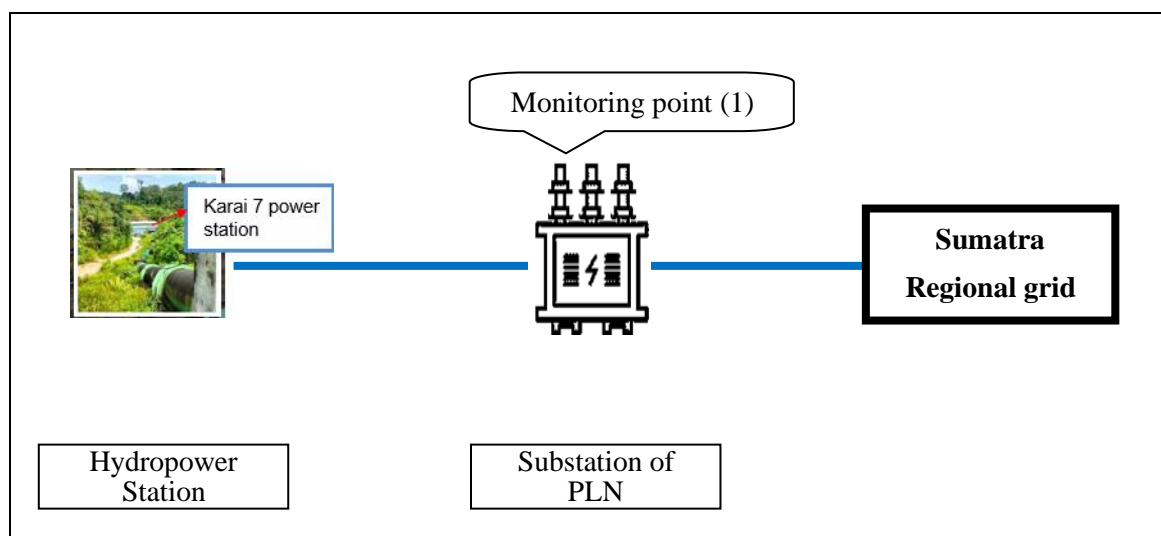 Monitoring point (1)
Karai 7 power
station
Sumatra
Regional grid
Hydropower
Station
Substation of
PLN